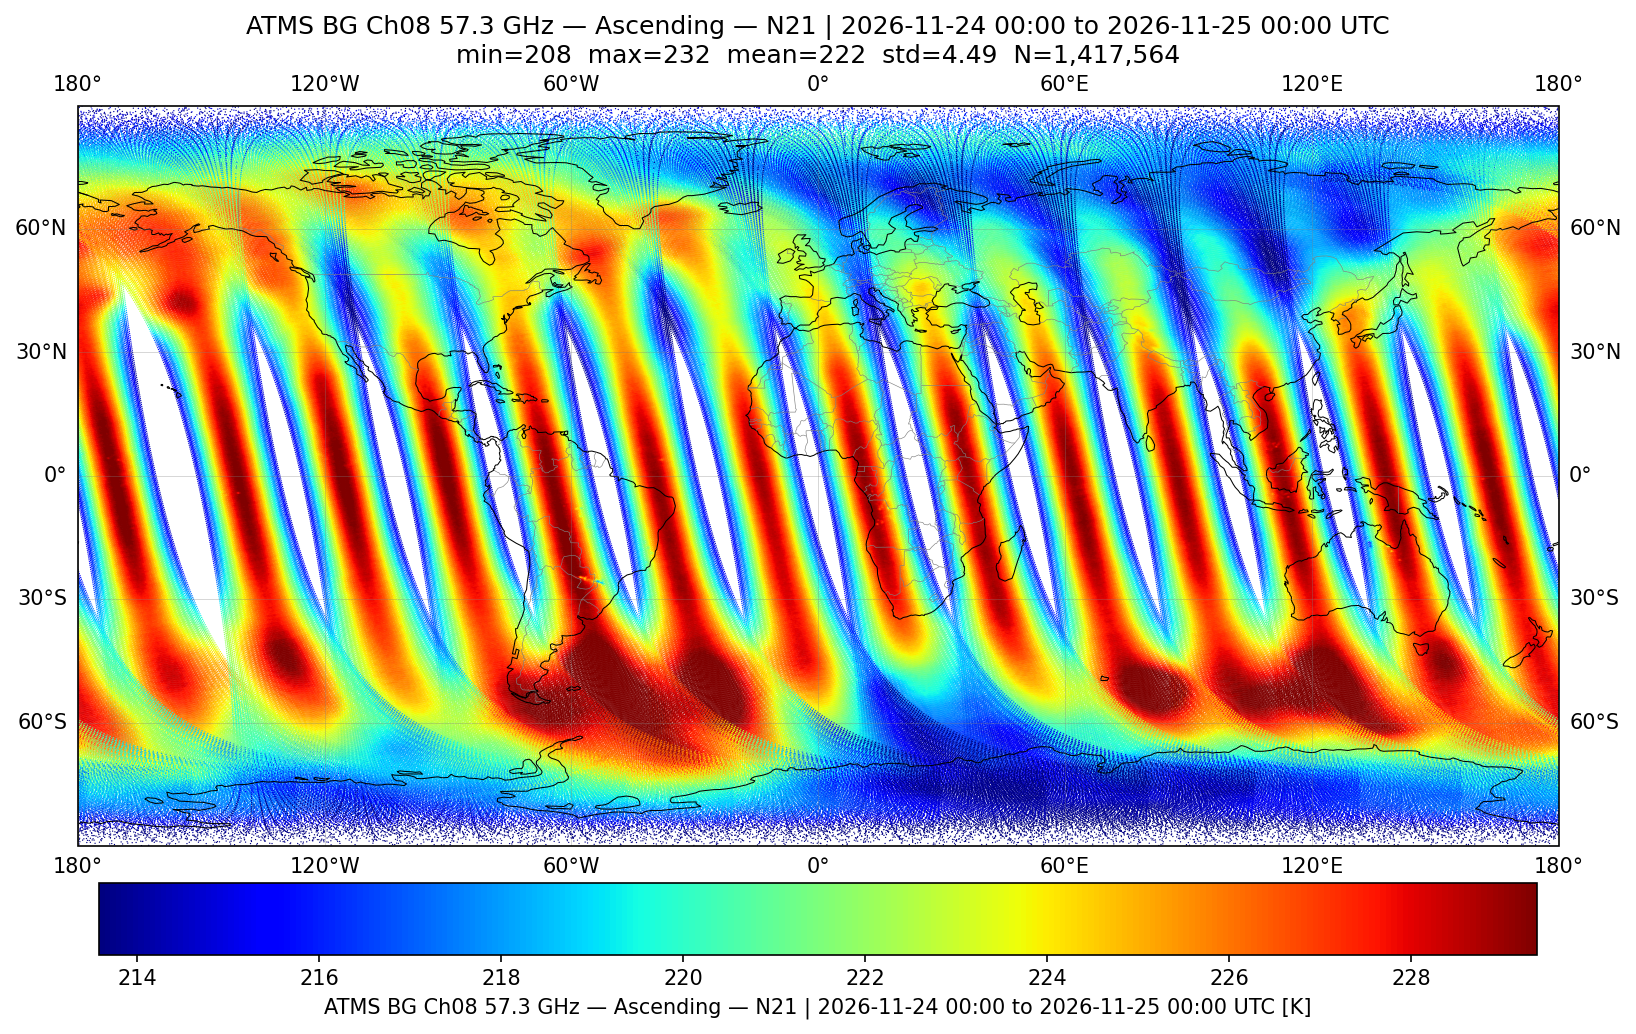 ATMS BG Ch08 57.3 GHz — Ascending — N21 | 2026-11-24 00:00 to 2026-11-25 00:00 UTC
min=208 max=232 mean=222 std=4.49 N=1,417,564
180° 120°W 60°W 0° 60°E 120°E 180°
60°N 60°N
30°N 30°N
0° 0°
30°S 30°S
60°S 60°S
180° 120°W 60°W 0° 60°E 120°E 180°
214 216 218 220 222 224 226 228
ATMS BG Ch08 57.3 GHz — Ascending — N21 | 2026-11-24 00:00 to 2026-11-25 00:00 UTC [K]